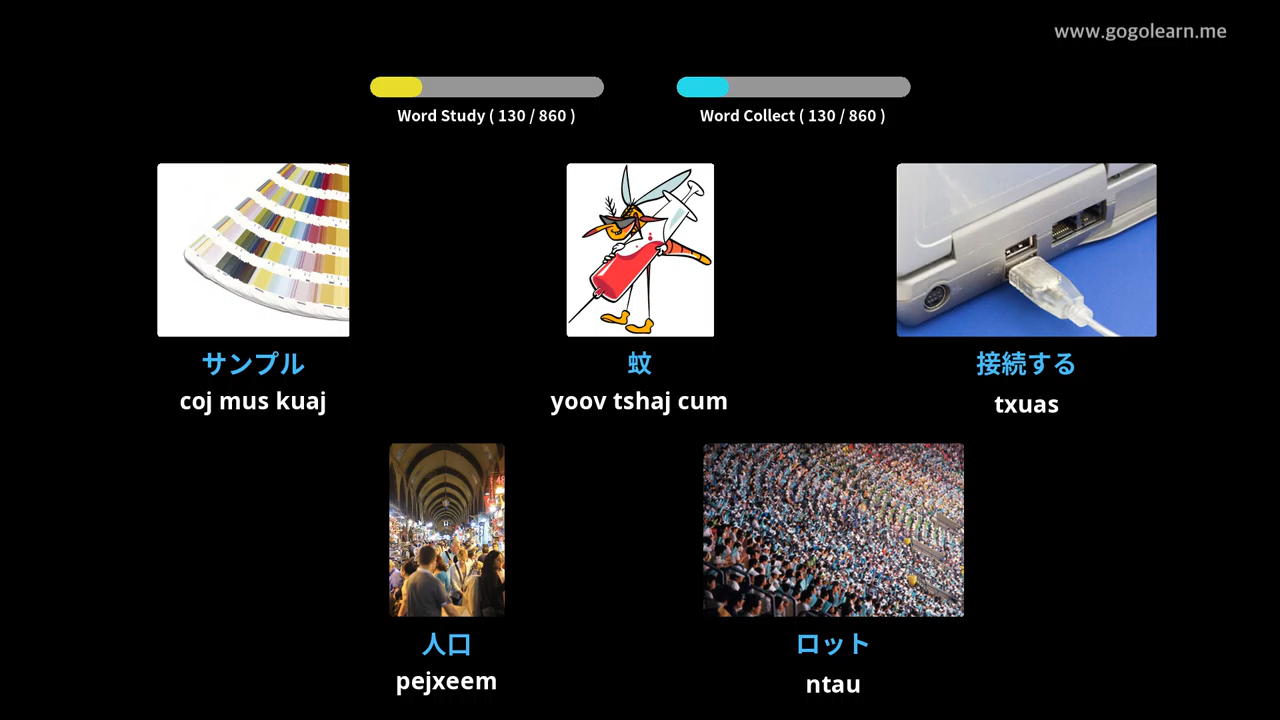 www.gogolearn.me
Word Study ( 130 / 860 )
Word Collect ( 130 / 860 )
サンプル
coj mus kuaj
蚊
yoov tshaj cum
接続する
txuas
人口
pejxeem
ロット
ntau